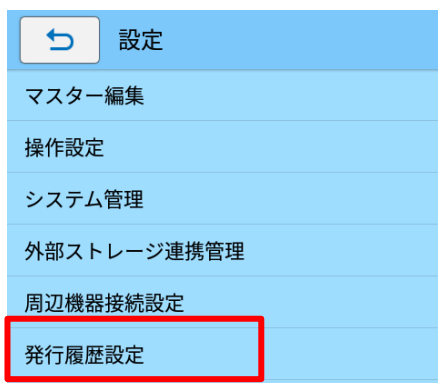 設定
マスター編集
操作設定
システム管理
外部ストレージ連携管理
周辺機器接続設定
発行履歴設定